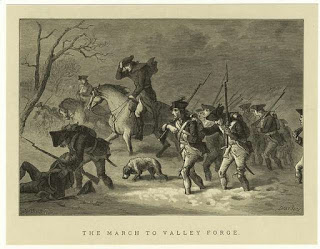 THE MARCH TO VALLEY FORGE.